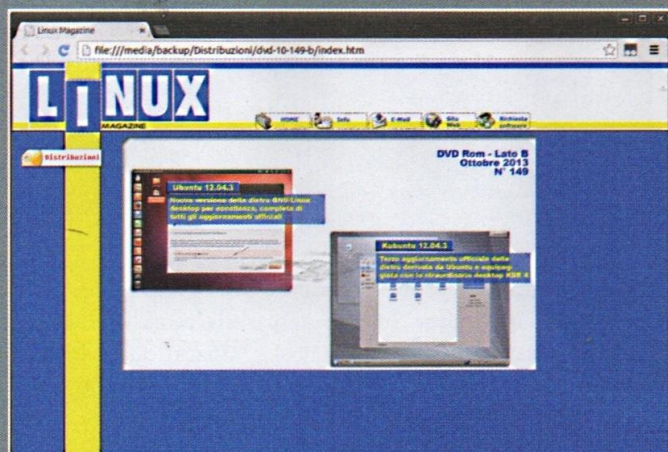 Linux Magazine
file:///media/backup/Distribuzioni/dvd-10-149-b/index.htm
LINUX
MAGAZINE
HOME
Info
E-Mail
Sito
Web
Richiesta
software
Distribuzioni
DVD Rom - Lato B
Ottobre 2013
N° 149
Ubuntu 12.04.3
Nuova versione della distro GNU/Linux
desktop per eccellenza, completa di
tutti gli aggiornamenti ufficiali
Kubuntu 12.04.3
Terzo aggiornamento ufficiale della
distro derivata da Ubuntu e equipag-
giata con lo straordinario desktop KDE 4